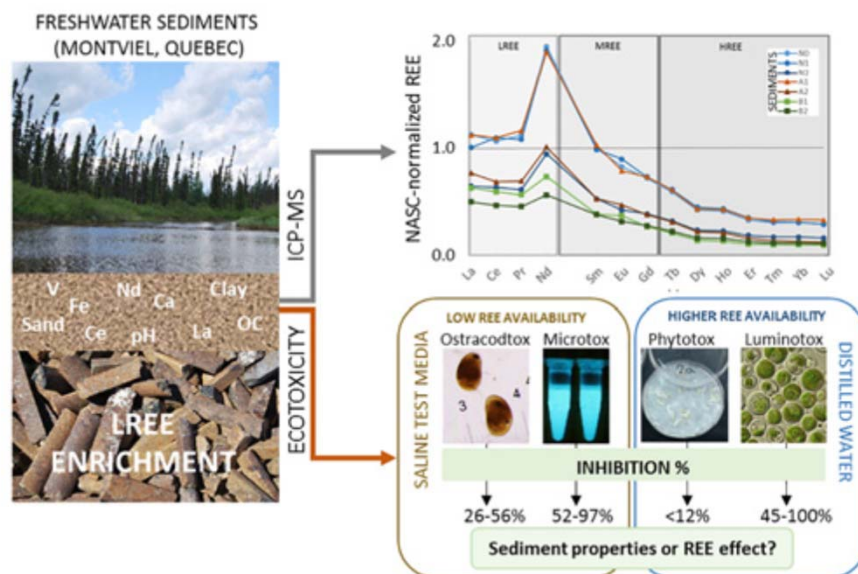 FRESHWATER SEDIMENTS
(MONTVIEL, QUEBEC)
V
Nd
Clay
Fe
Ca
Sand
Ce
pH
La
OC
LREE
ENRICHMENT
ICP-MS
ECOTOXICITY
NASC-normalized REE
2.0
1.0
0.0
LREE
MREE
HREE
SEDIMENTS
N0
N1
N2
A1
A2
B1
B2
La
Ce
Pr
Nd
Sm
Eu
Gd
Tb
Dy
Ho
Er
Tm
Yb
Lu
SALINE TEST MEDIA
LOW REE AVAILABILITY
Ostracodtox
Microtox
3
4
HIGHER REE AVAILABILITY
Phytotox
Luminotox
DISTILLED WATER
INHIBITION %
26-56%
52-97%
<12%
45-100%
Sediment properties or REE effect?